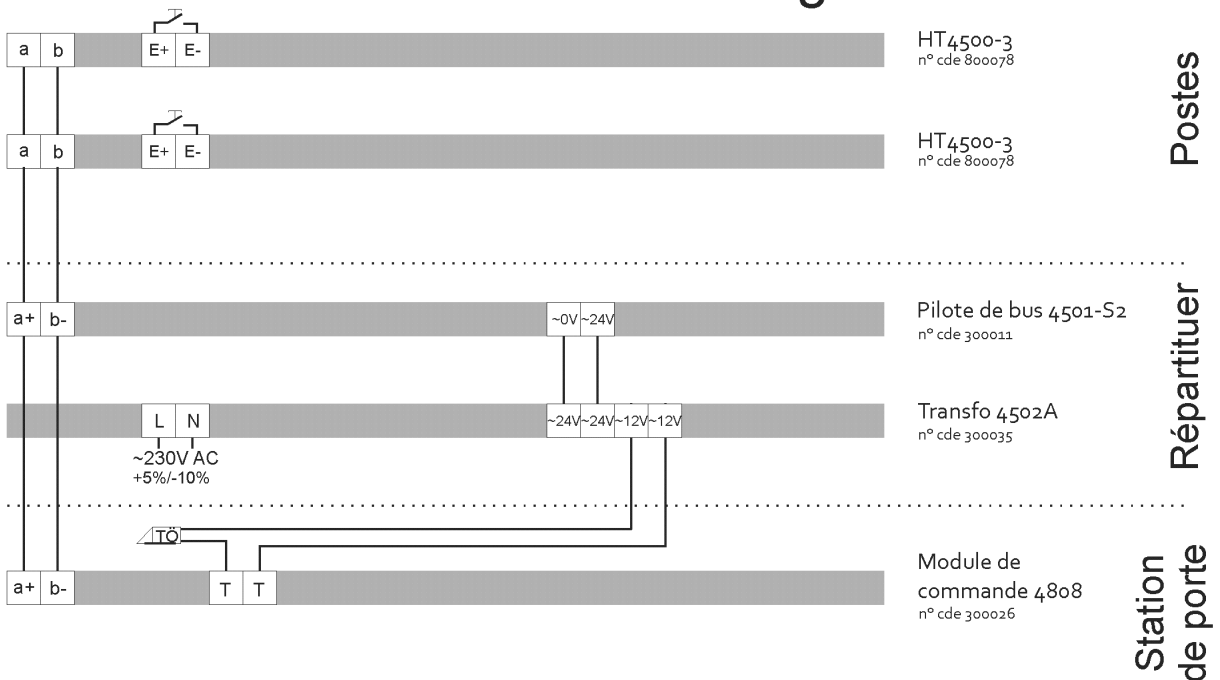 g
a b E+ E- HT4500-3
n° cde 800078
a b E+ E- HT4500-3
n° cde 800078
Postes
a+ b- ~0V ~24V Pilote de bus 4501-S2
n° cde 300011
L N ~24V ~24V ~12V ~12V Transfo 4502A
n° cde 300035
~230V AC
+5%/-10%
Répartituer
TÖ
a+ b- T T Module de
commande 4808
n° cde 300026
Station
de porte